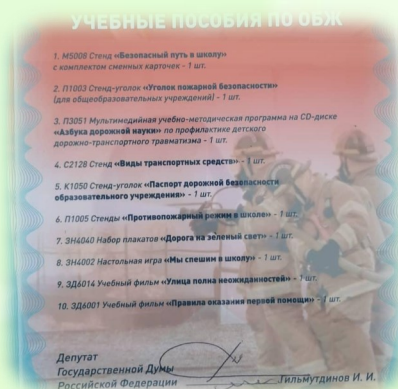 УЧЕБНЫЕ ПОСОБИЯ ПО ОБЖ
1. М5008 Стенд «Безопасный путь в школу»
с комплектом сменных карточек - 1 шт.
2. П1003 Стенд-уголок «Уголок пожарной безопасности»
(для общеобразовательных учреждений) - 1 шт.
3. П3051 Мультимедийная учебно-методическая программа на CD-диске
«Азбука дорожной науки» по профилактике детского
дорожно-транспортного травматизма - 1 шт.
4. С2128 Стенд «Виды транспортных средств» - 1 шт.
5. К1050 Стенд-уголок «Паспорт дорожной безопасности
образовательного учреждения» - 1 шт.
6. П1005 Стенды «Противопожарный режим в школе» - 1 шт.
7. ЗН4040 Набор плакатов «Дорога на зеленый свет» - 1 шт.
8. ЗН4002 Настольная игра «Мы спешим в школу» - 1 шт.
9. ЗД6014 Учебный фильм «Улица полна неожиданностей» - 1 шт.
10. ЗД6001 Учебный фильм «Правила оказания первой помощи» - 1 шт.
Депутат
Государственной Думы
Российской Федерации Гильмутдинов И. И.